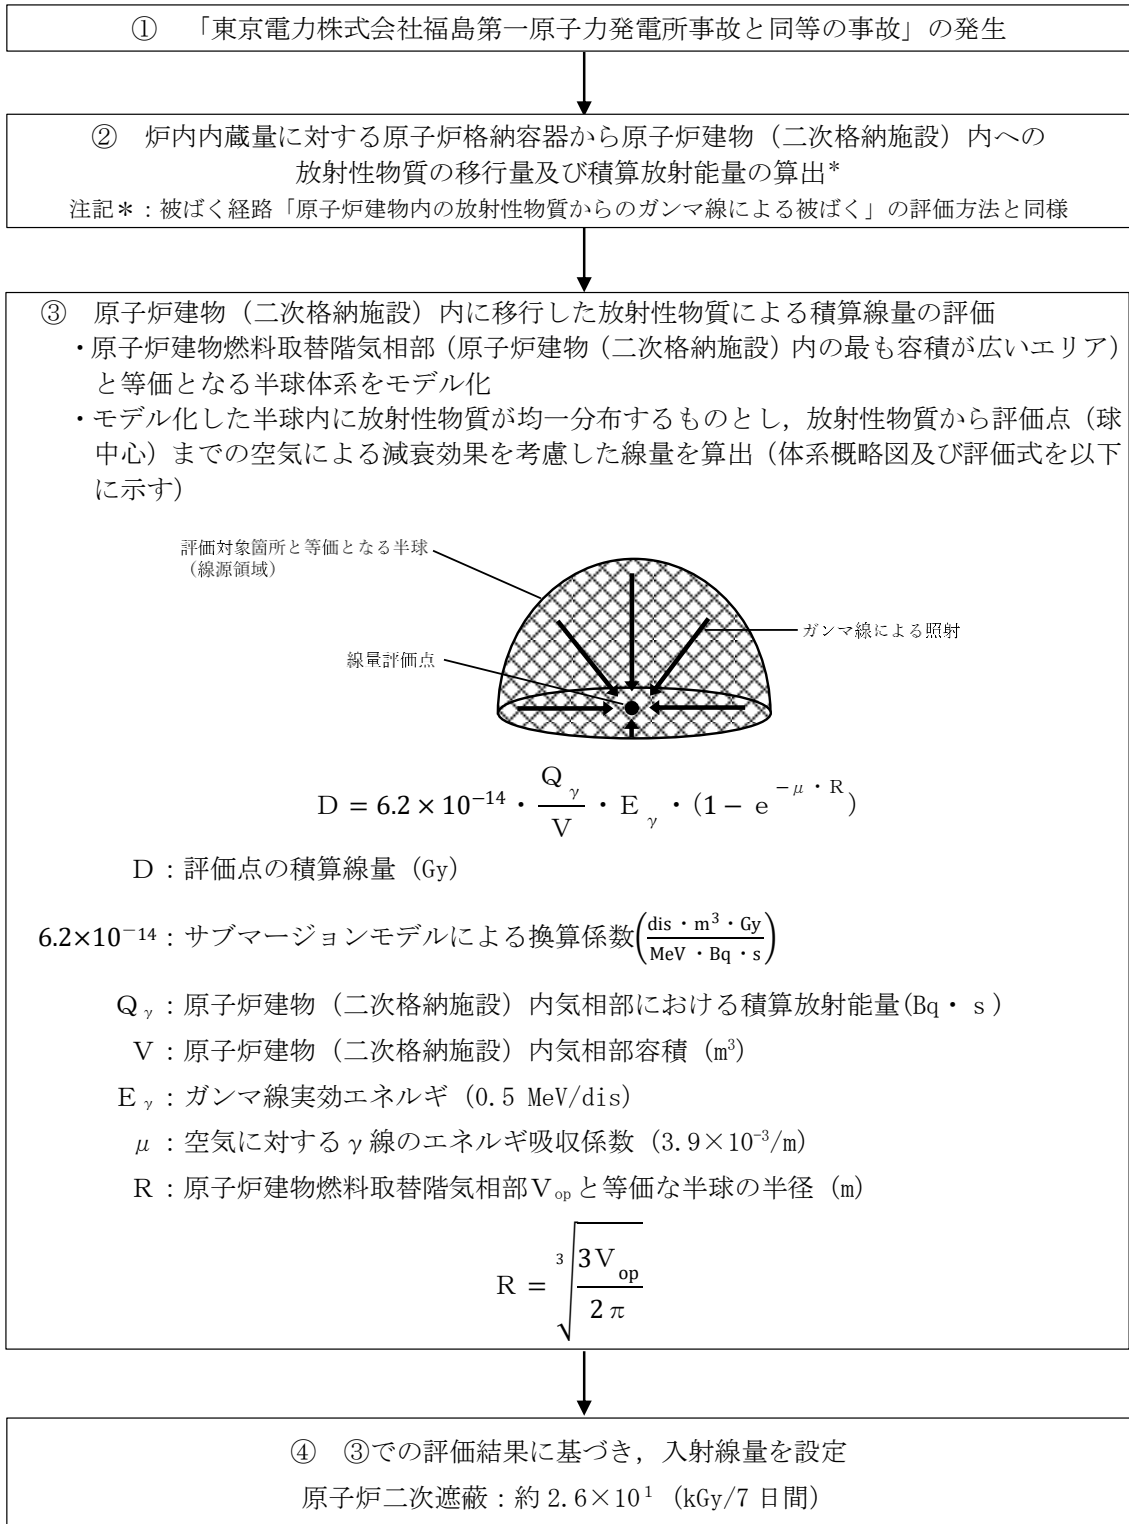 ① 「東京電力株式会社福島第一原子力発電所事故と同等の事故」の発生
② 炉内内蔵量に対する原子炉格納容器から原子炉建物（二次格納施設）内への
放射性物質の移行量及び積算放射能量の算出*
注記＊：被ばく経路「原子炉建物内の放射性物質からのガンマ線による被ばく」の評価方法と同様
③ 原子炉建物（二次格納施設）内に移行した放射性物質による積算線量の評価
・原子炉建物燃料取替階気相部（原子炉建物（二次格納施設）内の最も容積が広いエリア）
と等価となる半球体系をモデル化
・モデル化した半球内に放射性物質が均一分布するものとし，放射性物質から評価点（球
中心）までの空気による減衰効果を考慮した線量を算出（体系概略図及び評価式を以下
に示す）
評価対象箇所と等価となる半球
（線源領域）
ガンマ線による照射
線量評価点
D = 6.2 × 10⁻¹⁴ ・ Qγ/V ・ Eγ ・ (1 − e^(−μ・R))
D：評価点の積算線量（Gy）
6.2×10⁻¹⁴：サブマージョンモデルによる換算係数(dis・m³・Gy/MeV・Bq・s)
Qγ：原子炉建物（二次格納施設）内気相部における積算放射能量(Bq・s)
V：原子炉建物（二次格納施設）内気相部容積（m³）
Eγ：ガンマ線実効エネルギ（0.5 MeV/dis）
μ：空気に対するγ線のエネルギ吸収係数（3.9×10⁻³/m）
R：原子炉建物燃料取替階気相部Vopと等価な半球の半径（m）
R = ³√(3Vop/2π)
④ ③での評価結果に基づき，入射線量を設定
原子炉二次遮蔽：約 2.6×10¹（kGy/7 日間）